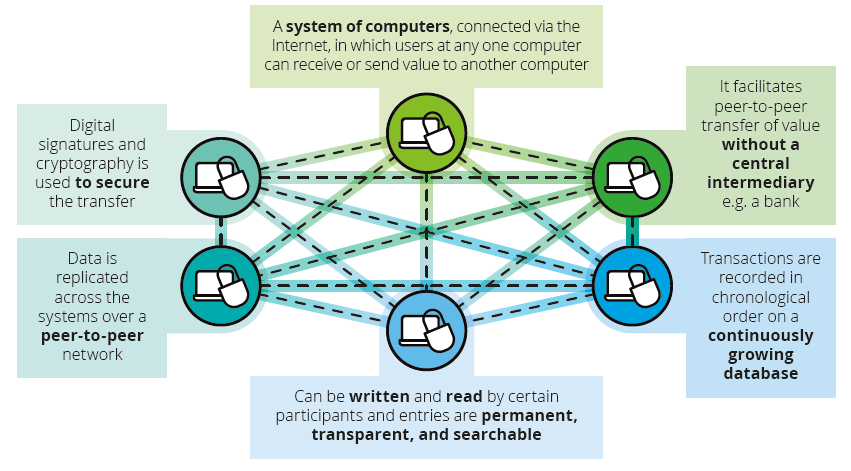 A system of computers, connected via the
Internet, in which users at any one computer
can receive or send value to another computer
Digital
signatures and
cryptography is
used to secure
the transfer
It facilitates
peer-to-peer
transfer of value
without a
central
intermediary
e.g. a bank
Data is
replicated
across the
systems over a
peer-to-peer
network
Transactions are
recorded in
chronological
order on a
continuously
growing
database
Can be written and read by certain
participants and entries are permanent,
transparent, and searchable